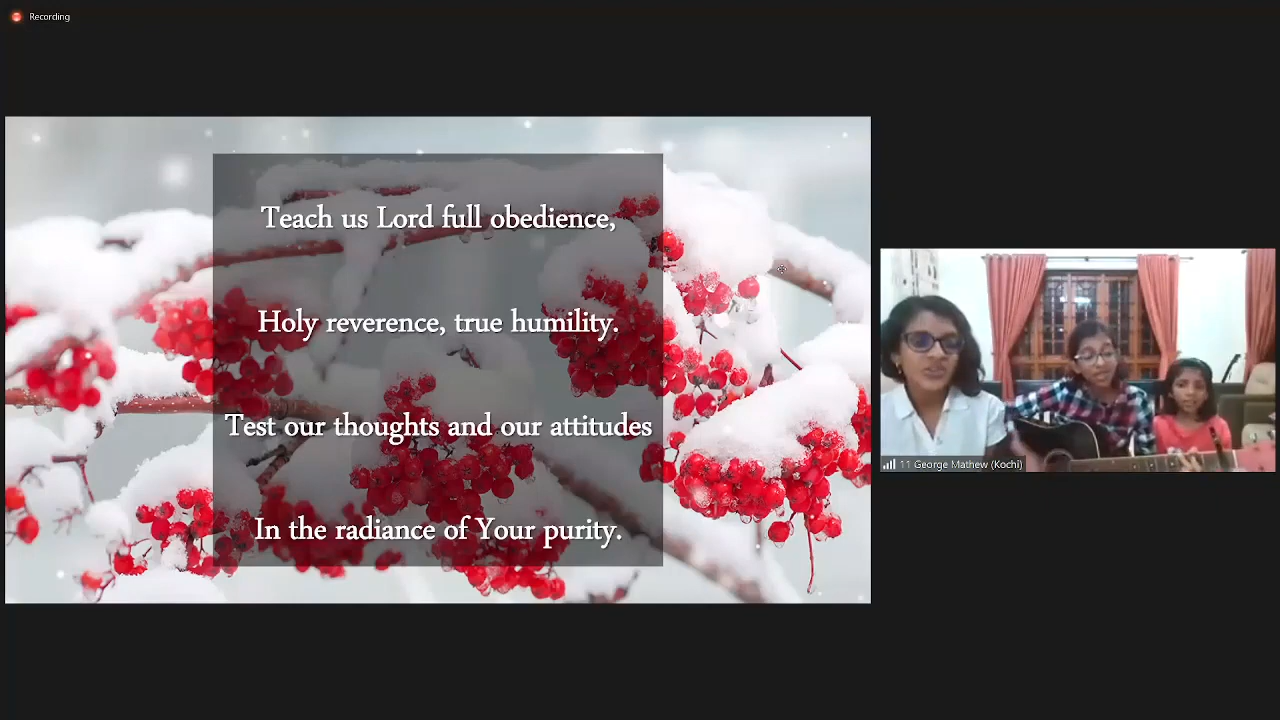 Recording
Teach us Lord full obedience,
Holy reverence, true humility.
Test our thoughts and our attitudes
In the radiance of Your purity.
11 George Mathew (Kochi)